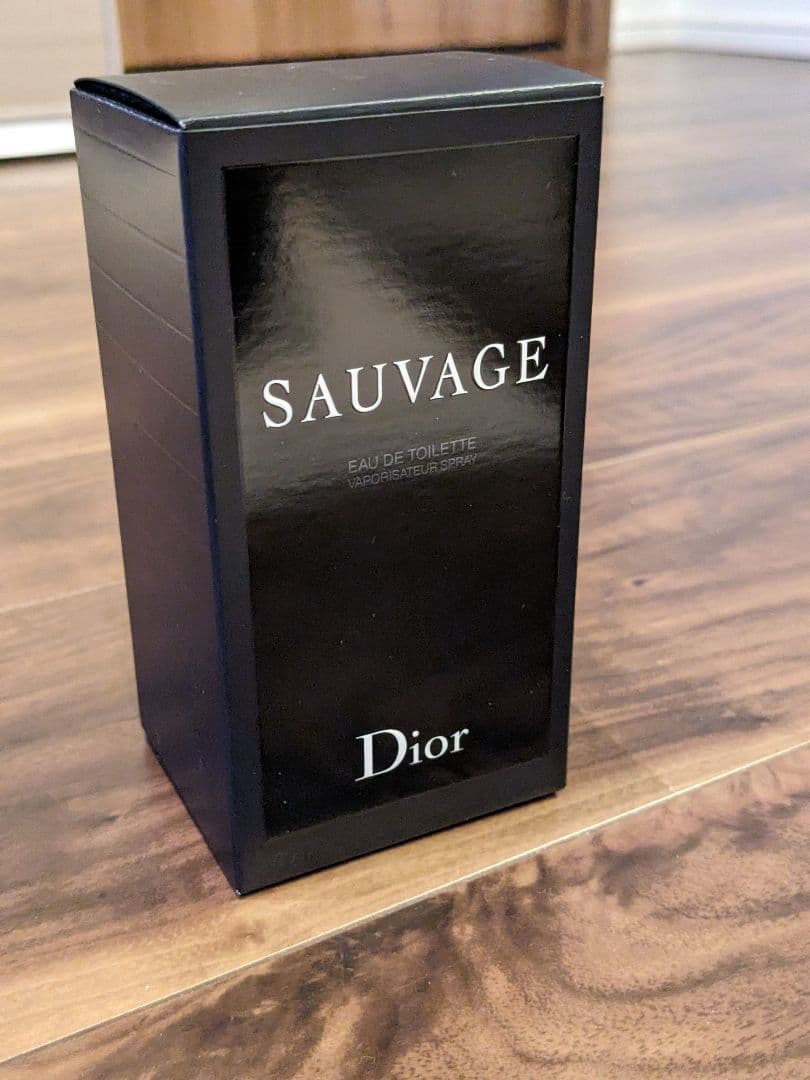 SAUVAGE
EAU DE TOILETTE
VAPORISATEUR SPRAY
Dior